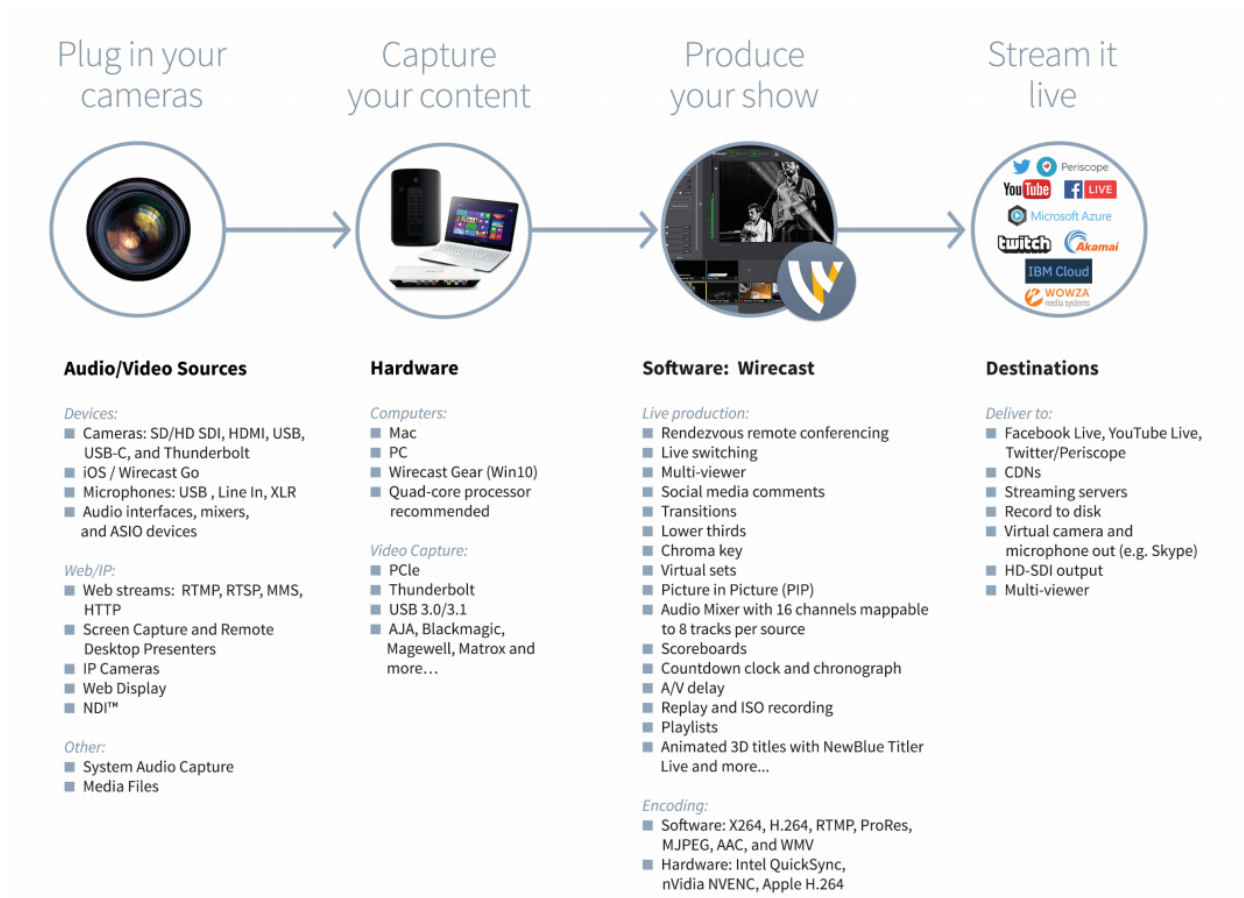 Plug in your
cameras
Capture
your content
Produce
your show
Stream it
live
Periscope
YouTube
f LIVE
Microsoft Azure
twitch
Akamai
IBM Cloud
WOWZA
media systems
Audio/Video Sources
Devices:
Cameras: SD/HD SDI, HDMI, USB,
USB-C, and Thunderbolt
iOS / Wirecast Go
Microphones: USB , Line In, XLR
Audio interfaces, mixers,
and ASIO devices
Web/IP:
Web streams: RTMP, RTSP, MMS,
HTTP
Screen Capture and Remote
Desktop Presenters
IP Cameras
Web Display
NDI™
Other:
System Audio Capture
Media Files
Hardware
Computers:
Mac
PC
Wirecast Gear (Win10)
Quad-core processor
recommended
Video Capture:
PCIe
Thunderbolt
USB 3.0/3.1
AJA, Blackmagic,
Magewell, Matrox and
more…
Software: Wirecast
Live production:
Rendezvous remote conferencing
Live switching
Multi-viewer
Social media comments
Transitions
Lower thirds
Chroma key
Virtual sets
Picture in Picture (PIP)
Audio Mixer with 16 channels mappable
to 8 tracks per source
Scoreboards
Countdown clock and chronograph
A/V delay
Replay and ISO recording
Playlists
Animated 3D titles with NewBlue Titler
Live and more...
Encoding:
Software: X264, H.264, RTMP, ProRes,
MJPEG, AAC, and WMV
Hardware: Intel QuickSync,
nVidia NVENC, Apple H.264
Destinations
Deliver to:
Facebook Live, YouTube Live,
Twitter/Periscope
CDNs
Streaming servers
Record to disk
Virtual camera and
microphone out (e.g. Skype)
HD-SDI output
Multi-viewer